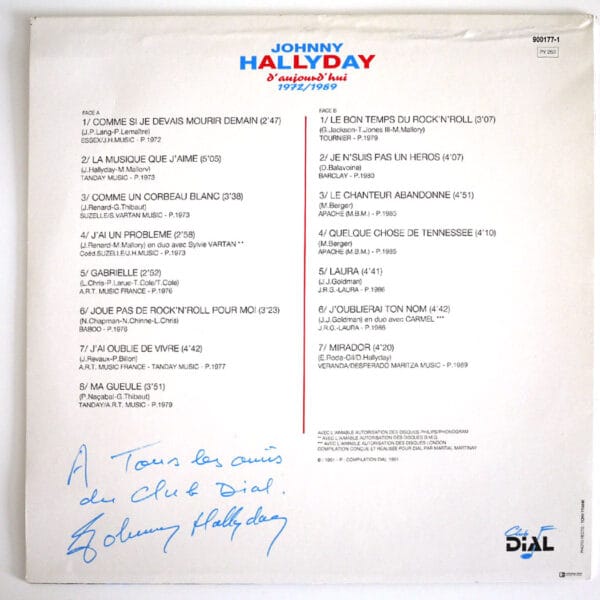 900177-1
PY 260
JOHNNY
HALLYDAY
d'aujourd'hui
1972/1989
FACE A
1/ COMME SI JE DEVAIS MOURIR DEMAIN (2'47)
(J.P.Lang-P.Lemaître)
ESSEX/J.H.MUSIC - P.1972
2/ LA MUSIQUE QUE J'AIME (5'05)
(J.Hallyday-M.Mallory)
TANDAY MUSIC - P.1973
3/ COMME UN CORBEAU BLANC (3'38)
(J.Renard-G.Thibaut)
SUZELLE/S.VARTAN MUSIC - P.1973
4/ J'AI UN PROBLEME (2'58)
(J.Renard-M.Mallory) en duo avec Sylvie VARTAN **
Coéd.SUZELLE/J.H.MUSIC - P.1973
5/ GABRIELLE (2'52)
(L.Chris-P.Larue-T.Cole/T.Cole)
A.R.T. MUSIC FRANCE - P.1976
6/ JOUE PAS DE ROCK'N'ROLL POUR MOI (3'23)
(N.Chapman-N.Chinne-L.Chris)
BABOO - P.1976
7/ J'AI OUBLIE DE VIVRE (4'42)
(J.Revaux-P.Billon)
A.R.T. MUSIC FRANCE - TANDAY MUSIC - P.1977
8/ MA GUEULE (3'51)
(P.Naçabal-G.Thibaut)
TANDAY/A.R.T. MUSIC - P.1979
FACE B
1/ LE BON TEMPS DU ROCK'N'ROLL (3'07)
(G.Jackson-T.Jones III-M.Mallory)
TOURNIER - P.1979
2/ JE N'SUIS PAS UN HEROS (4'07)
(D.Balavoine)
BARCLAY - P.1980
3/ LE CHANTEUR ABANDONNE (4'51)
(M.Berger)
APACHE (M.B.M.) - P.1985
4/ QUELQUE CHOSE DE TENNESSEE (4'10)
(M.Berger)
APACHE (M.B.M.) - P.1985
5/ LAURA (4'41)
(J.J.Goldman)
J.R.G.-LAURA - P.1986
6/ J'OUBLIERAI TON NOM (4'42)
(J.J.Goldman) en duo avec CARMEL ***
J.R.G.-LAURA - P.1986
7/ MIRADOR (4'20)
(E.Roda-Gil/D.Hallyday)
VERANDA/DESPERADO MARITZA MUSIC - P.1989
AVEC L'AIMABLE AUTORISATION DES DISQUES PHILIPS/PHONOGRAM
** AVEC L'AIMABLE AUTORISATION DES DISQUES B.M.G.
*** AVEC L'AIMABLE AUTORISATION DES DISQUES LONDON
COMPILATION CONÇUE ET RÉALISÉE POUR DIAL PAR MARTIAL MARTINAY
© : 1991 - P : COMPILATION DIAL 1991
A Tous les amis
du Club Dial.
Johnny Hallyday
Club
DIAL